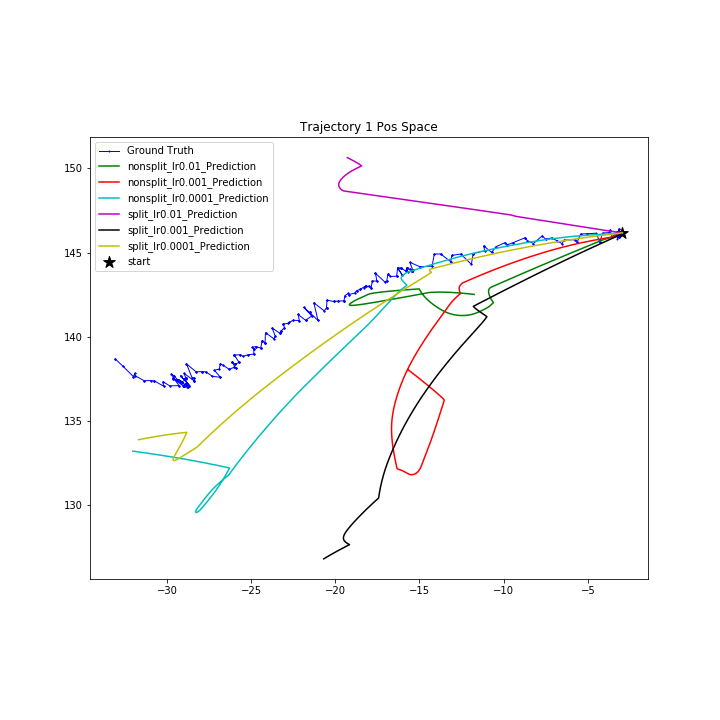 Trajectory 1 Pos Space
Ground Truth
nonsplit_lr0.01_Prediction
nonsplit_lr0.001_Prediction
nonsplit_lr0.0001_Prediction
split_lr0.01_Prediction
split_lr0.001_Prediction
split_lr0.0001_Prediction
start
150
145
140
135
130
−30 −25 −20 −15 −10 −5